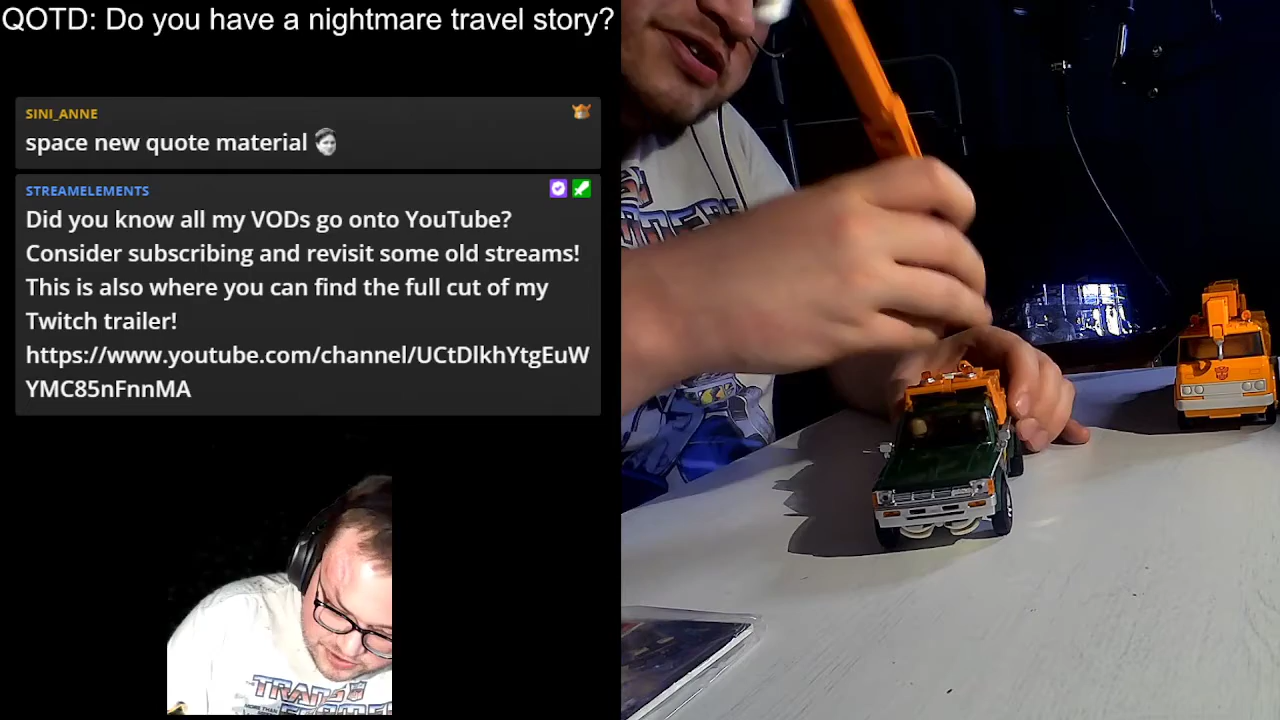 QOTD: Do you have a nightmare travel story?
SINI_ANNE
space new quote material
STREAMELEMENTS
Did you know all my VODs go onto YouTube?
Consider subscribing and revisit some old streams!
This is also where you can find the full cut of my
Twitch trailer!
https://www.youtube.com/channel/UCtDlkhYtgEuW
YMC85nFnnMA
TRANS